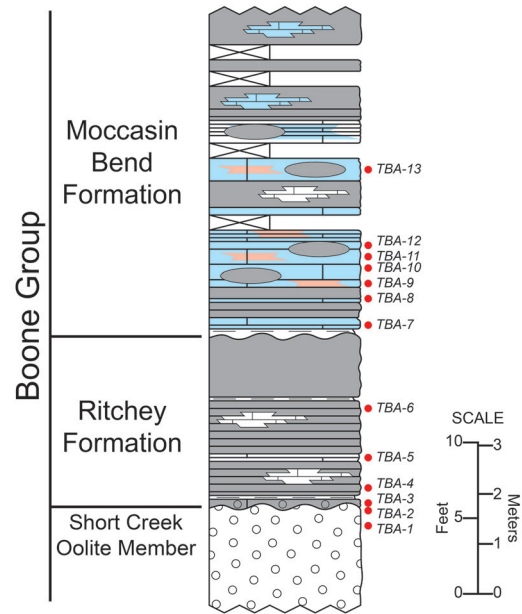 Boone Group
Moccasin
Bend
Formation
Ritchey
Formation
Short Creek
Oolite Member
TBA-13
TBA-12
TBA-11
TBA-10
TBA-9
TBA-8
TBA-7
TBA-6
TBA-5
TBA-4
TBA-3
TBA-2
TBA-1
SCALE
10
5
0
Feet
3
2
1
0
Meters